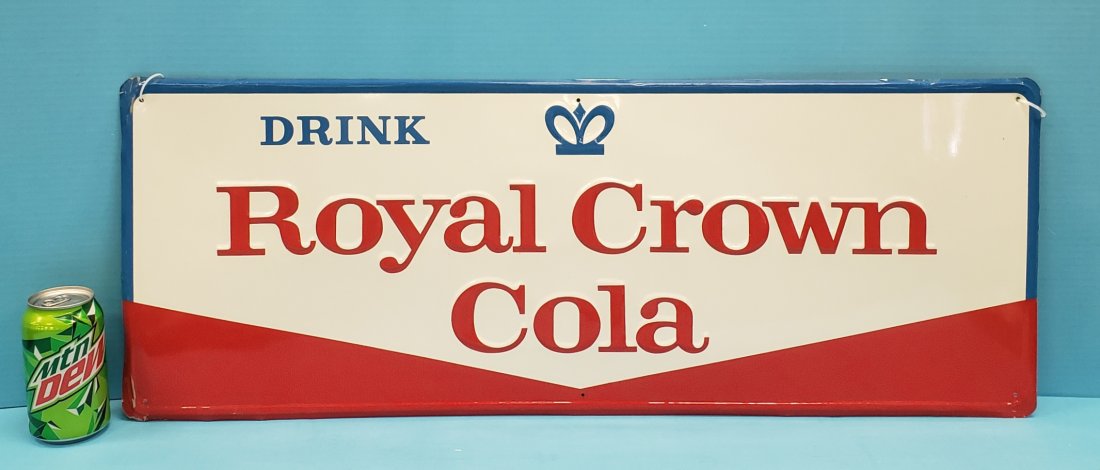 DRINK
Royal Crown
Cola
Mtn
DEW